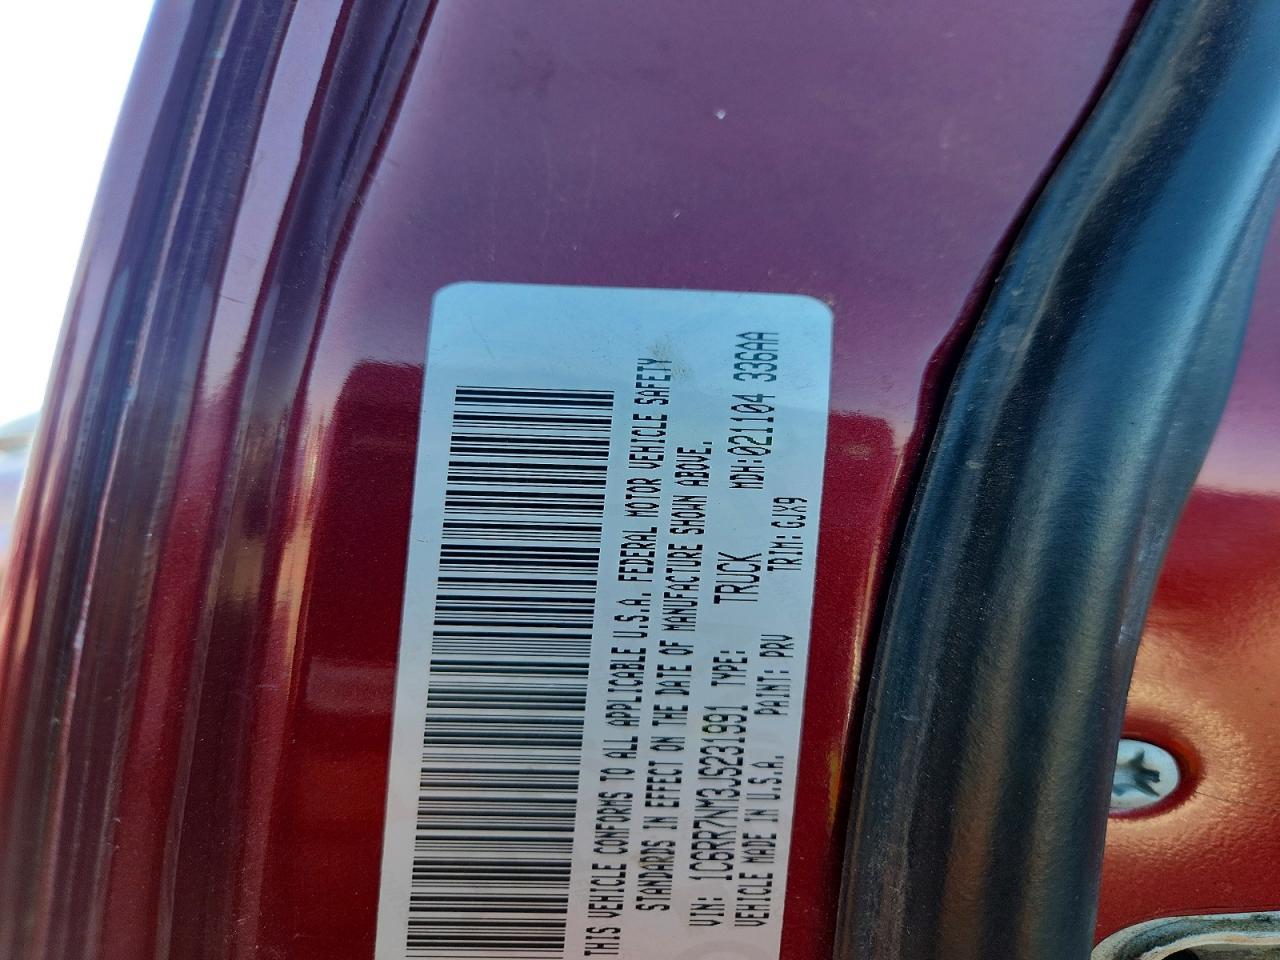 THIS VEHICLE CONFORMS TO ALL APPLICABLE U.S.A. FEDERAL MOTOR VEHICLE SAFETY
STANDARDS IN EFFECT ON THE DATE OF MANUFACTURE SHOWN ABOVE.
VIN: 1C6RR7NM3JS231991 TYPE: TRUCK MDH:021104 336AA
VEHICLE MADE IN U.S.A. PAINT: PRV TRIM: GJX9